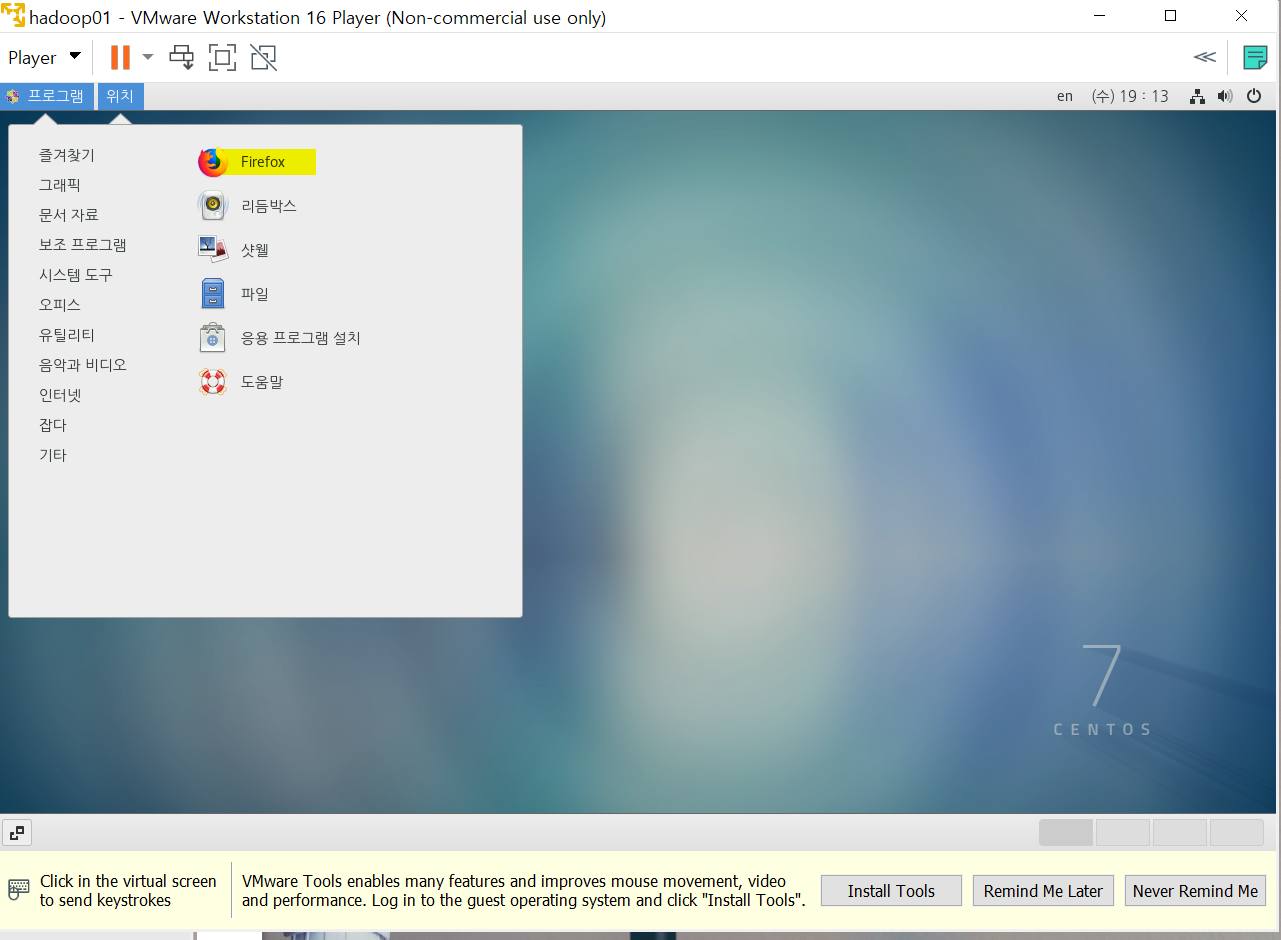 hadoop01 - VMware Workstation 16 Player (Non-commercial use only)
Player
프로그램 위치 en (수) 19 : 13
즐겨찾기
그래픽
문서 자료
보조 프로그램
시스템 도구
오피스
유틸리티
음악과 비디오
인터넷
잡다
기타
Firefox
리듬박스
샷웰
파일
응용 프로그램 설치
도움말
7
CENTOS
Click in the virtual screen
to send keystrokes
VMware Tools enables many features and improves mouse movement, video
and performance. Log in to the guest operating system and click "Install Tools".
Install Tools
Remind Me Later
Never Remind Me